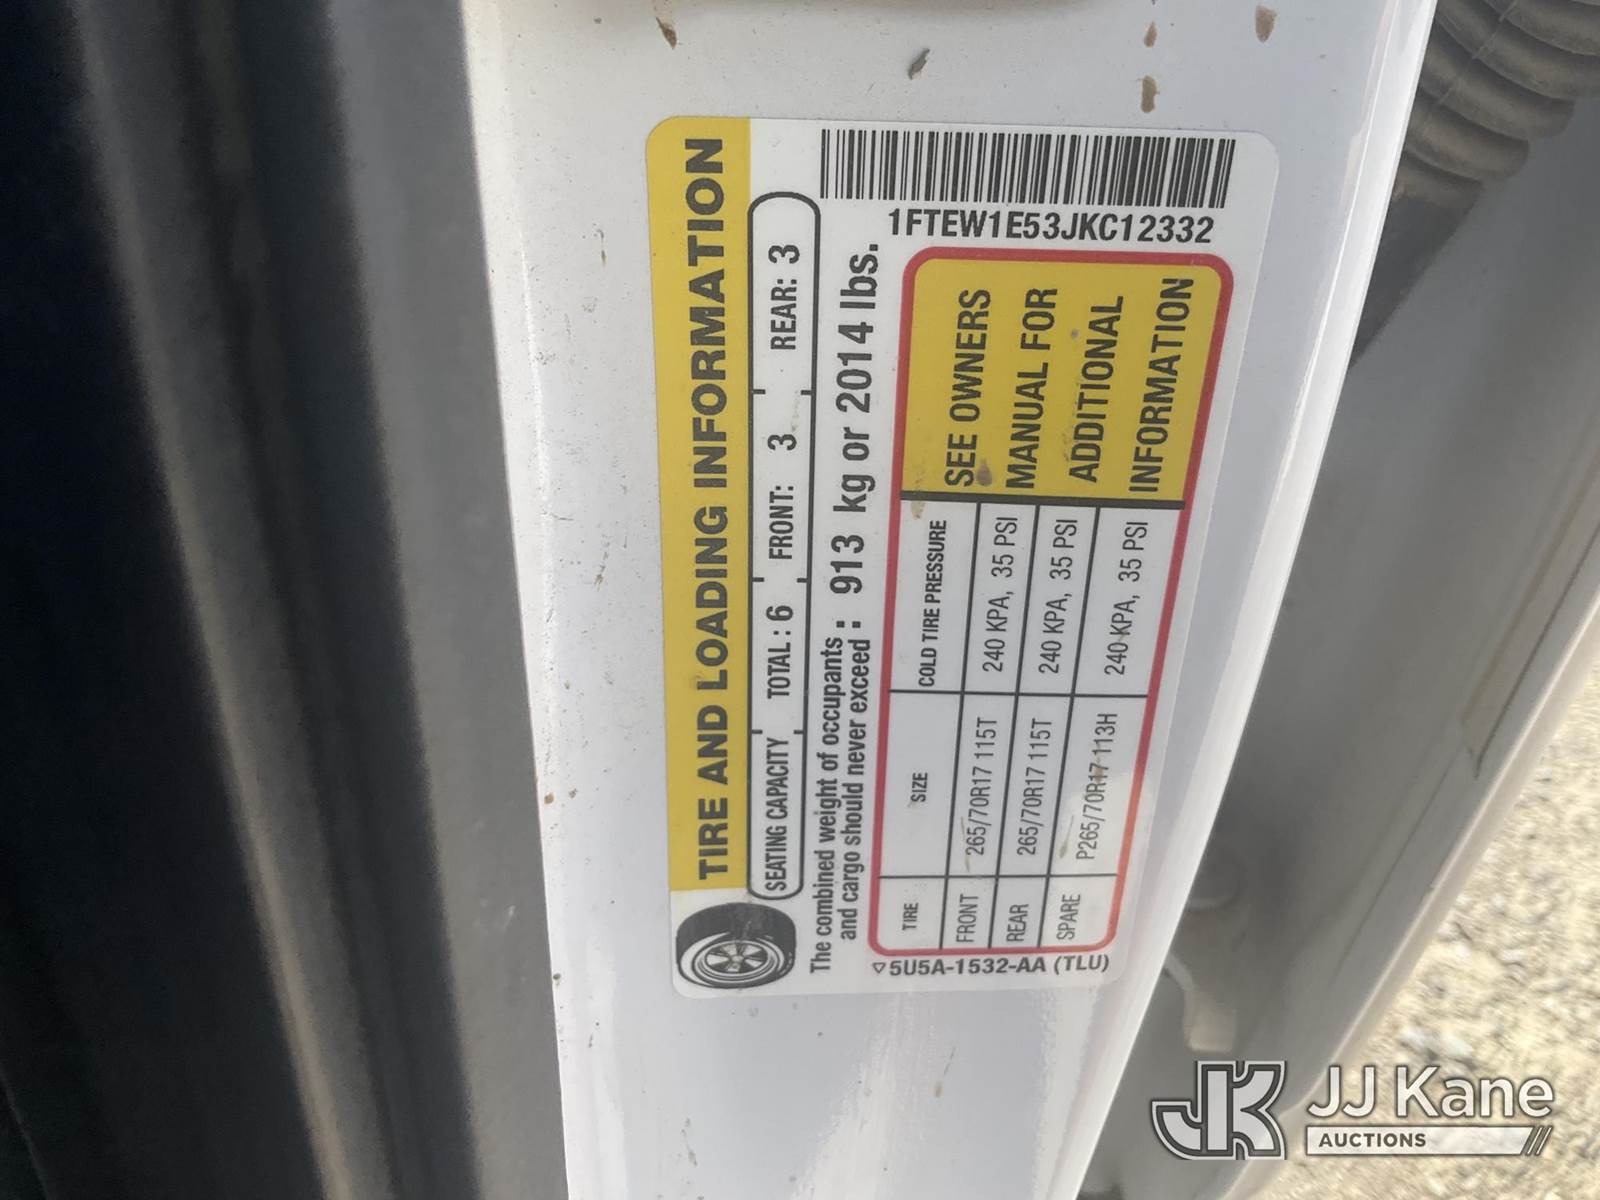 TIRE AND LOADING INFORMATION
SEATING CAPACITY TOTAL : 6 FRONT: 3 REAR: 3
The combined weight of occupants and cargo should never exceed : 913 kg or 2014 lbs.
1FTEW1E53JKC12332
TIRE SIZE COLD TIRE PRESSURE
FRONT 265/70R17 115T 240 KPA, 35 PSI
REAR 265/70R17 115T 240 KPA, 35 PSI
SPARE P265/70R17 113H 240 KPA, 35 PSI
SEE OWNERS
MANUAL FOR
ADDITIONAL
INFORMATION
5U5A-1532-AA (TLU)
JK JJ Kane
AUCTIONS